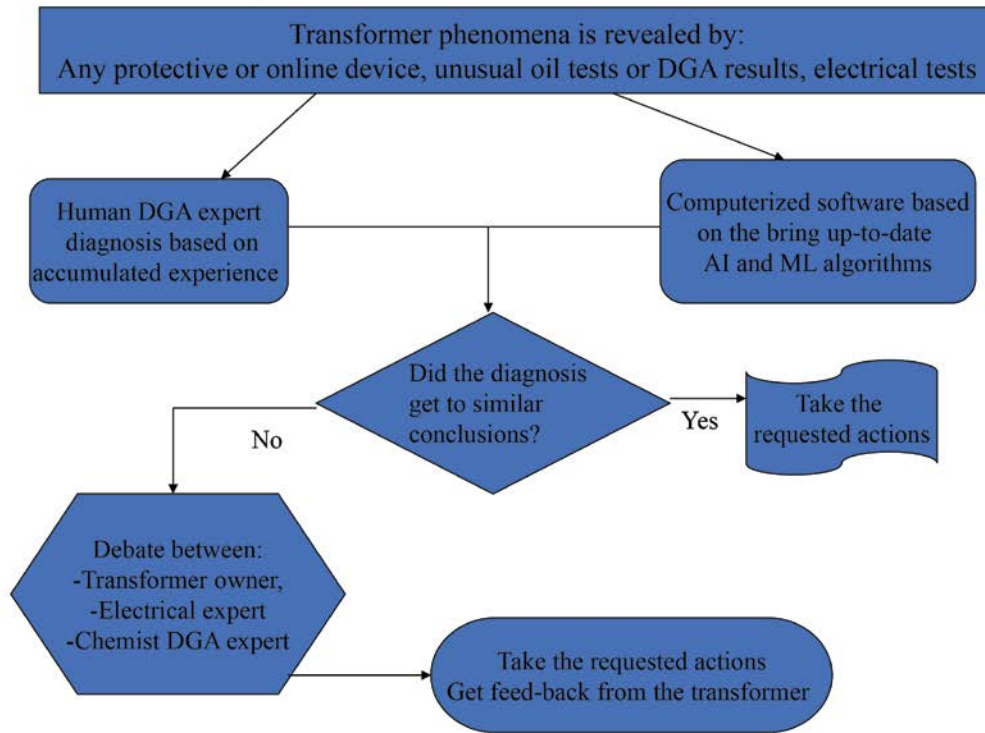 Transformer phenomena is revealed by:
Any protective or online device, unusual oil tests or DGA results, electrical tests
Human DGA expert
diagnosis based on
accumulated experience
Computerized software based
on the bring up-to-date
AI and ML algorithms
Did the diagnosis
get to similar
conclusions?
Yes
Take the
requested actions
No
Debate between:
-Transformer owner,
-Electrical expert
-Chemist DGA expert
Take the requested actions
Get feed-back from the transformer